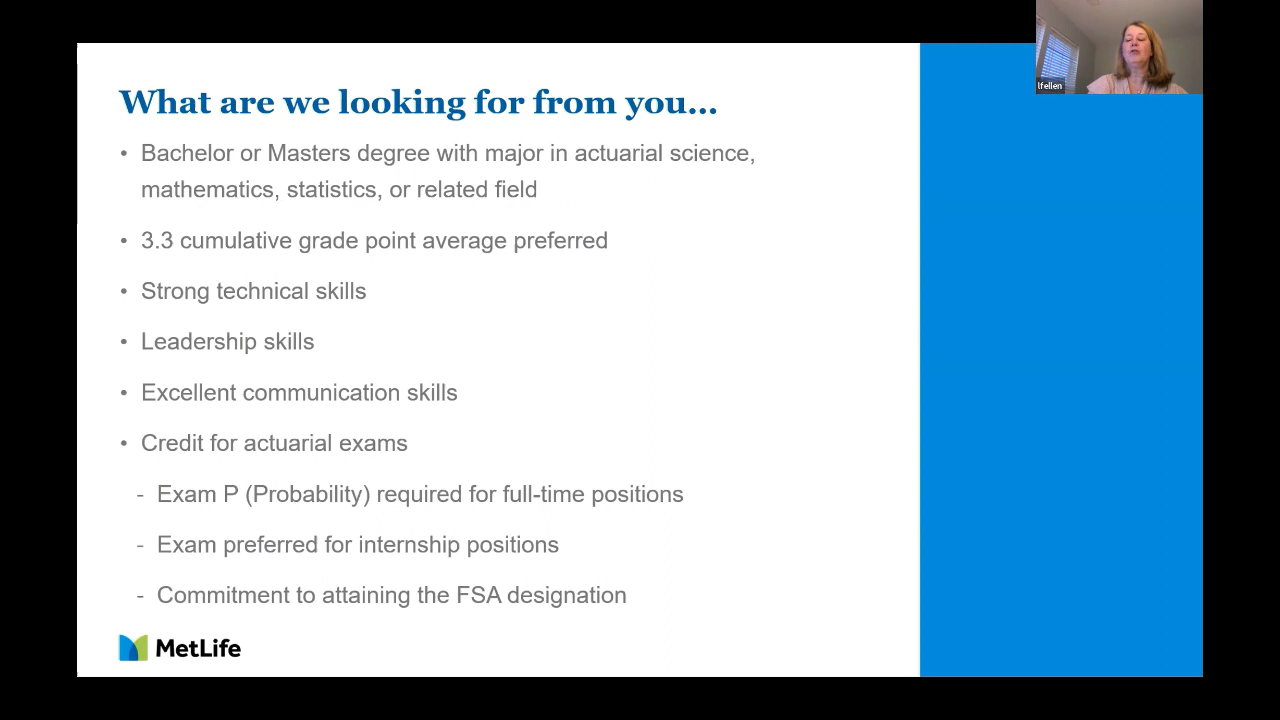 lfellen
What are we looking for from you...
• Bachelor or Masters degree with major in actuarial science,
mathematics, statistics, or related field
• 3.3 cumulative grade point average preferred
• Strong technical skills
• Leadership skills
• Excellent communication skills
• Credit for actuarial exams
- Exam P (Probability) required for full-time positions
- Exam preferred for internship positions
- Commitment to attaining the FSA designation
MetLife